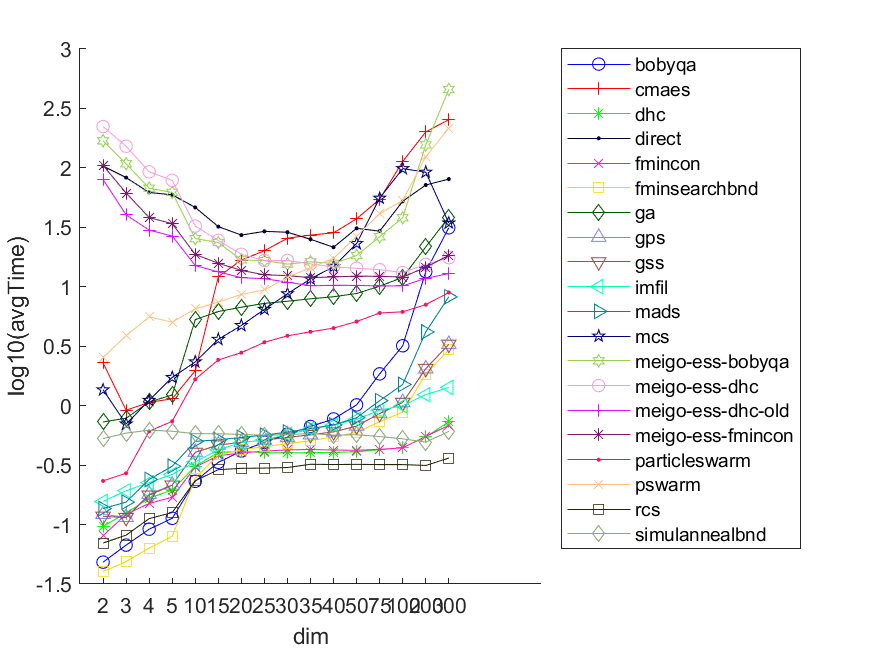 3
2.5
2
1.5
1
0.5
0
-0.5
-1
-1.5
log10(avgTime)
2 3 4 5 10 15 20 25 30 35 40 50 75 100 200 300
dim
bobyqa
cmaes
dhc
direct
fmincon
fminsearchbnd
ga
gps
gss
imfil
mads
mcs
meigo-ess-bobyqa
meigo-ess-dhc
meigo-ess-dhc-old
meigo-ess-fmincon
particleswarm
pswarm
rcs
simulannealbnd